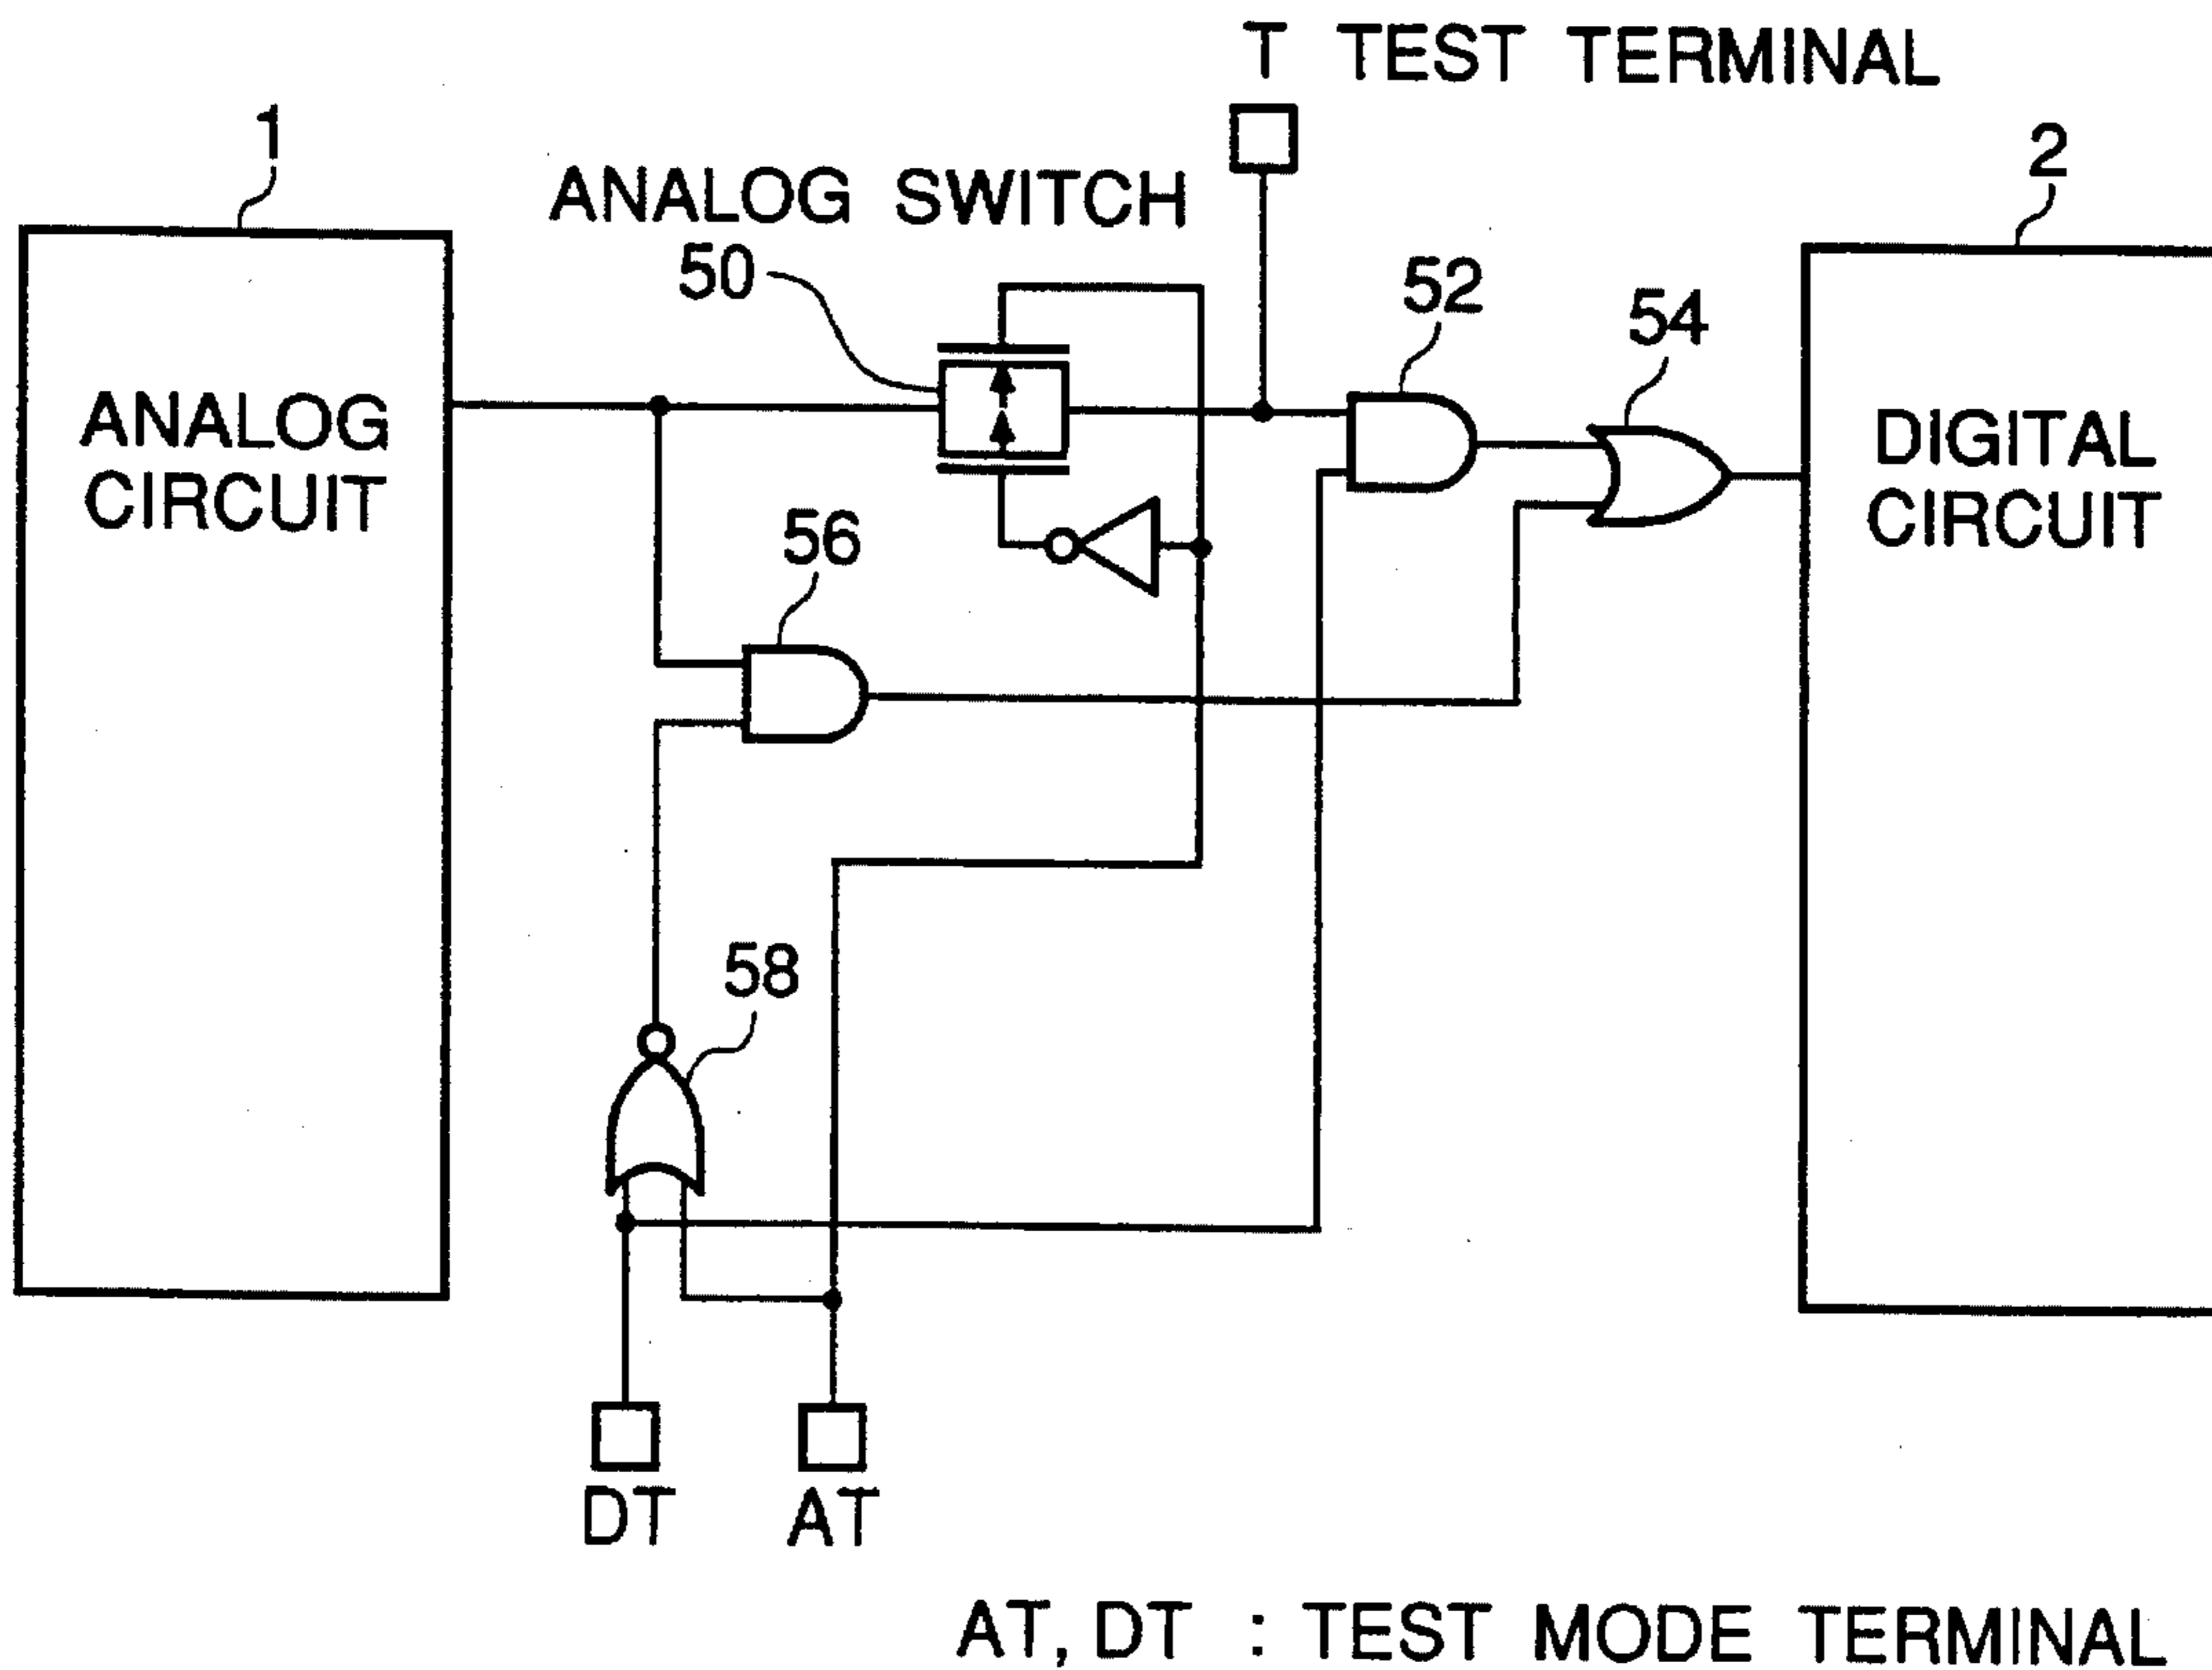 T TEST TERMINAL
1
2
ANALOG SWITCH
50
52
54
ANALOG
CIRCUIT
DIGITAL
CIRCUIT
56
58
DT
AT
AT, DT : TEST MODE TERMINAL